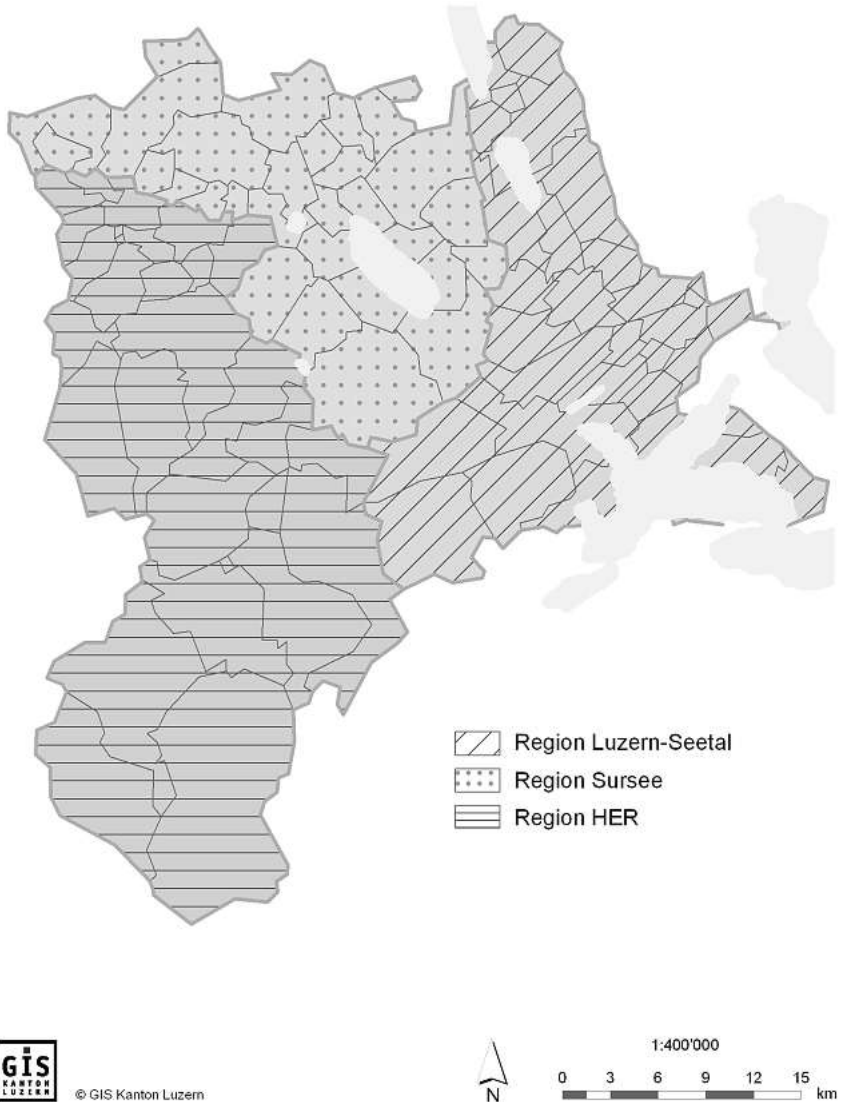 Region Luzern-Seetal
Region Sursee
Region HER
GIS
KANTON
LUZERN
© GIS Kanton Luzern
N
1:400'000
0 3 6 9 12 15
km